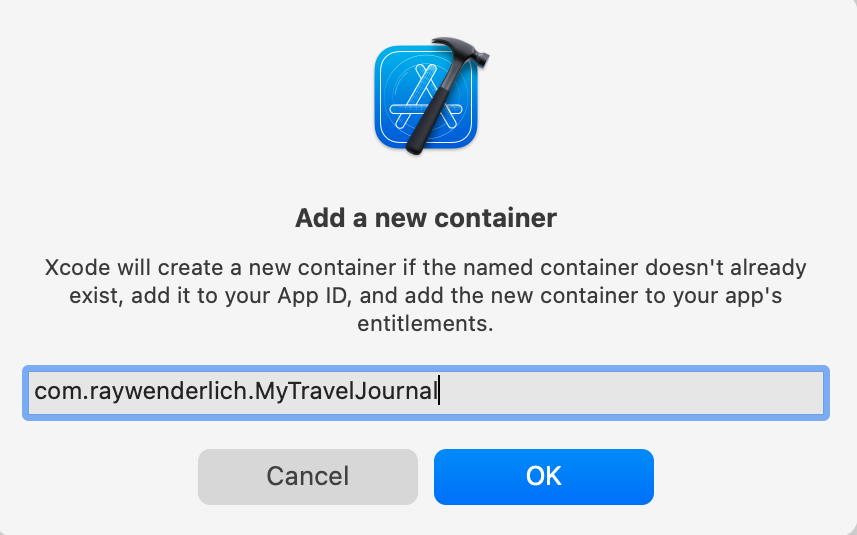 Add a new container
Xcode will create a new container if the named container doesn't already
exist, add it to your App ID, and add the new container to your app's
entitlements.
com.raywenderlich.MyTravelJournal
Cancel
OK